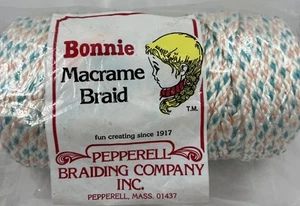 Bonnie
Macrame
Braid
T.M.
fun creating since 1917
PEPPERELL
BRAIDING COMPANY
INC.
PEPPERELL, MASS. 01437